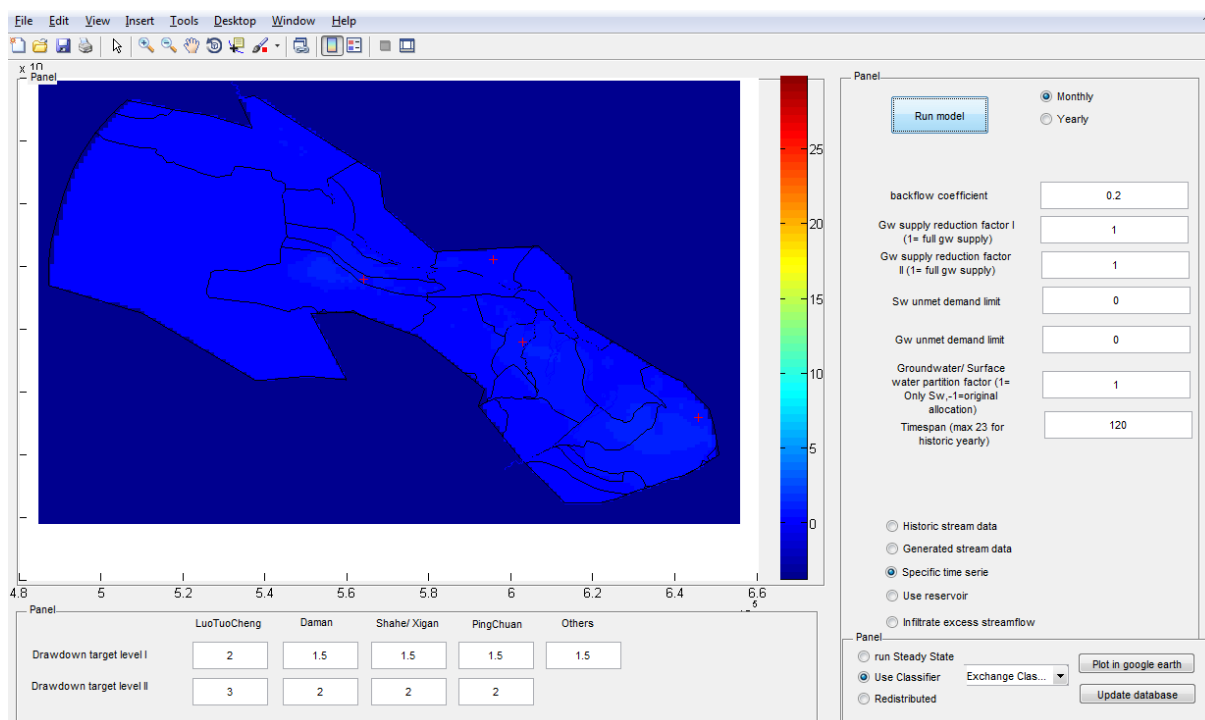 File Edit View Insert Tools Desktop Window Help
x 10
Panel
25
20
15
10
5
0
4.8 5 5.2 5.4 5.6 5.8 6 6.2 6.4 6.6
5
Panel
LuoTuoCheng Daman Shahe/ Xigan PingChuan Others
Drawdown target level I 2 1.5 1.5 1.5 1.5
Drawdown target level II 3 2 2 2
Panel
Run model
Monthly
Yearly
backflow coefficient 0.2
Gw supply reduction factor I
(1= full gw supply)
1
Gw supply reduction factor
II (1= full gw supply)
1
Sw unmet demand limit 0
Gw unmet demand limit 0
Groundwater/ Surface
water partition factor (1=
Only Sw,-1=original
allocation)
1
Timespan (max 23 for
historic yearly)
120
Historic stream data
Generated stream data
Specific time serie
Use reservoir
Infiltrate excess streamflow
Panel
run Steady State
Use Classifier
Redistributed
Exchange Clas...
Plot in google earth
Update database